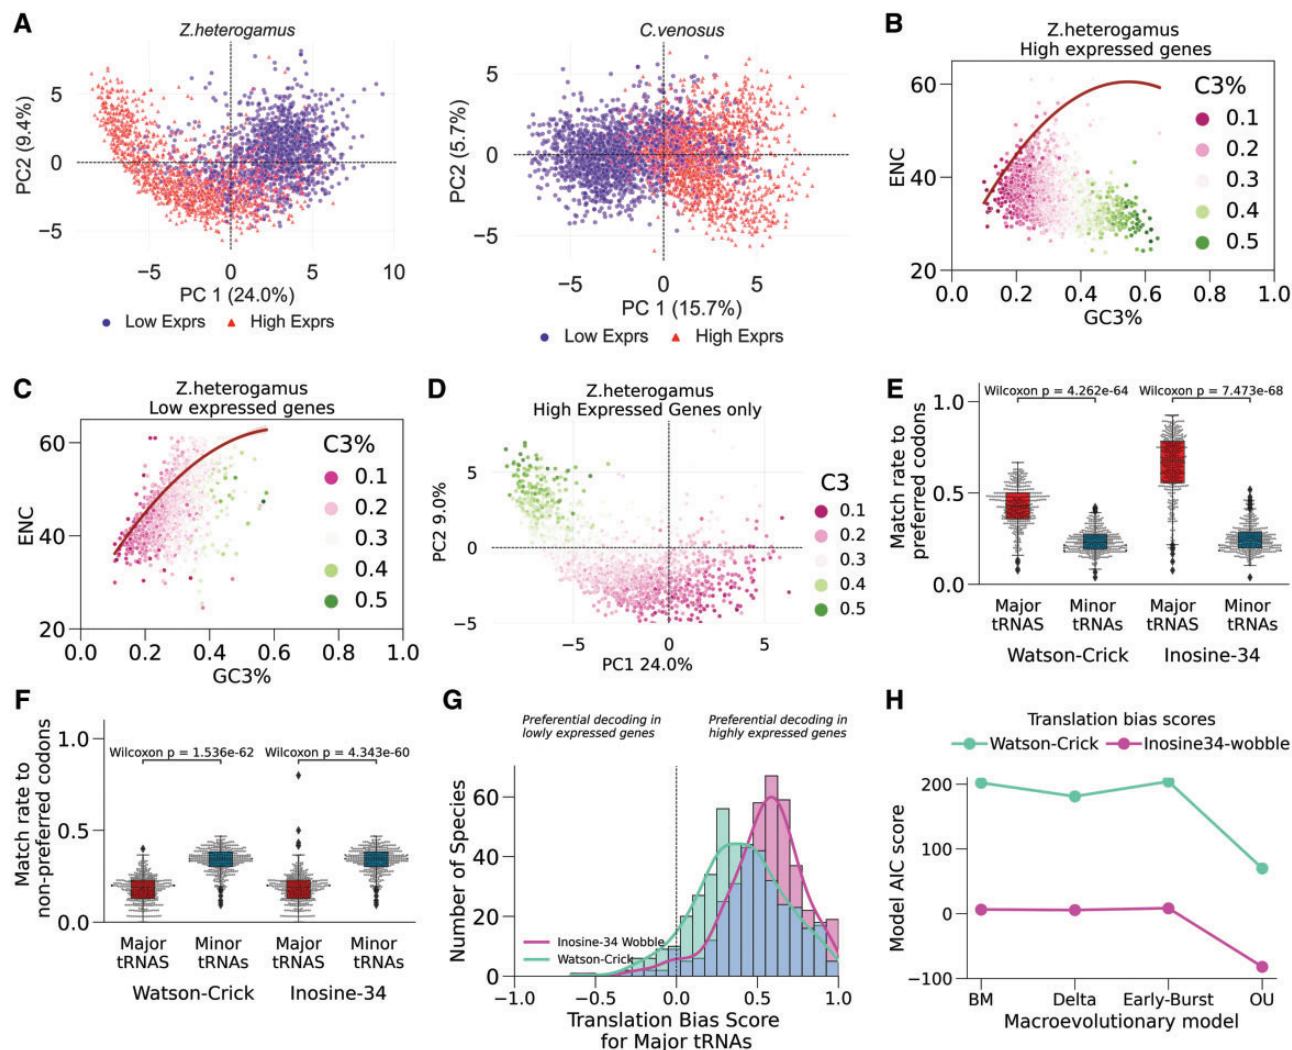 A
Z.heterogamus
PC2 (9.4%)
5
0
−5
−5
0
5
10
PC 1 (24.0%)
Low Exprs
High Exprs
C.venosus
PC2 (5.7%)
5
0
−5
−5
0
5
PC 1 (15.7%)
Low Exprs
High Exprs
B
Z.heterogamus
High expressed genes
ENC
60
40
20
0.0
0.2
0.4
0.6
0.8
1.0
GC3%
C3%
0.1
0.2
0.3
0.4
0.5
C
Z.heterogamus
Low expressed genes
ENC
60
40
20
0.0
0.2
0.4
0.6
0.8
1.0
GC3%
C3%
0.1
0.2
0.3
0.4
0.5
D
Z.heterogamus
High Expressed Genes only
PC2 9.0%
5
0
−5
−5
0
5
PC1 24.0%
C3
0.1
0.2
0.3
0.4
0.5
E
Wilcoxon p = 4.262e-64
Wilcoxon p = 7.473e-68
Match rate to
preferred codons
1.0
0.5
0.0
Major
tRNAS
Minor
tRNAs
Major
tRNAS
Minor
tRNAs
Watson-Crick
Inosine-34
F
Wilcoxon p = 1.536e-62
Wilcoxon p = 4.343e-60
Match rate to
non-preferred codons
1.0
0.5
0.0
Major
tRNAS
Minor
tRNAs
Major
tRNAS
Minor
tRNAs
Watson-Crick
Inosine-34
G
Preferential decoding in
lowly expressed genes
Preferential decoding in
highly expressed genes
Number of Species
60
40
20
0
Inosine-34 Wobble
Watson-Crick
−1.0
−0.5
0.0
0.5
1.0
Translation Bias Score
for Major tRNAs
H
Translation bias scores
Watson-Crick
Inosine34-wobble
Model AIC score
200
100
0
−100
BM
Delta
Early-Burst
OU
Macroevolutionary model